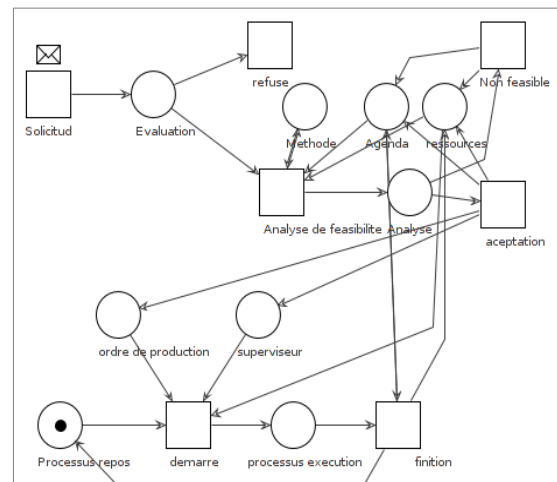 refuse
Non feasible
Solicitud
Evaluation
Methode
Agenda
ressources
Analyse de feasibilite
Analyse
aceptation
ordre de production
superviseur
Processus repos
demarre
processus execution
finition